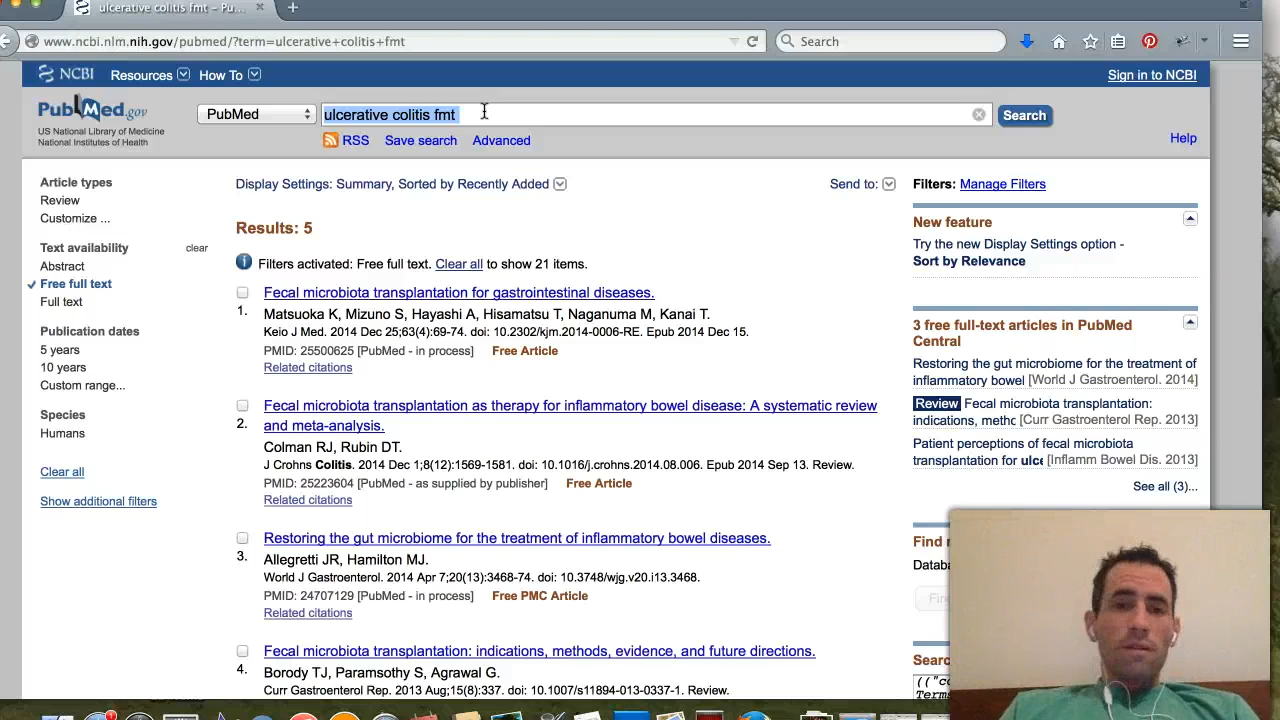 ulcerative colitis fmt - Pu...
www.ncbi.nlm.nih.gov/pubmed/?term=ulcerative+colitis+fmt
Search
NCBI Resources How To
Sign in to NCBI
PubMed.gov
US National Library of Medicine
National Institutes of Health
PubMed
ulcerative colitis fmt
Search
RSS Save search Advanced
Help
Article types
Review
Customize ...
Text availability clear
Abstract
Free full text
Full text
Publication dates
5 years
10 years
Custom range...
Species
Humans
Clear all
Show additional filters
Display Settings: Summary, Sorted by Recently Added
Send to:
Results: 5
Filters activated: Free full text. Clear all to show 21 items.
Fecal microbiota transplantation for gastrointestinal diseases.
1. Matsuoka K, Mizuno S, Hayashi A, Hisamatsu T, Naganuma M, Kanai T.
Keio J Med. 2014 Dec 25;63(4):69-74. doi: 10.2302/kjm.2014-0006-RE. Epub 2014 Dec 15.
PMID: 25500625 [PubMed - in process] Free Article
Related citations
Fecal microbiota transplantation as therapy for inflammatory bowel disease: A systematic review
2. and meta-analysis.
Colman RJ, Rubin DT.
J Crohns Colitis. 2014 Dec 1;8(12):1569-1581. doi: 10.1016/j.crohns.2014.08.006. Epub 2014 Sep 13. Review.
PMID: 25223604 [PubMed - as supplied by publisher] Free Article
Related citations
Restoring the gut microbiome for the treatment of inflammatory bowel diseases.
3. Allegretti JR, Hamilton MJ.
World J Gastroenterol. 2014 Apr 7;20(13):3468-74. doi: 10.3748/wjg.v20.i13.3468.
PMID: 24707129 [PubMed - in process] Free PMC Article
Related citations
Fecal microbiota transplantation: indications, methods, evidence, and future directions.
4. Borody TJ, Paramsothy S, Agrawal G.
Curr Gastroenterol Rep. 2013 Aug;15(8):337. doi: 10.1007/s11894-013-0337-1. Review.
Filters: Manage Filters
New feature
Try the new Display Settings option -
Sort by Relevance
3 free full-text articles in PubMed
Central
Restoring the gut microbiome for the treatment of
inflammatory bowel [World J Gastroenterol. 2014]
Review Fecal microbiota transplantation:
indications, methc [Curr Gastroenterol Rep. 2013]
Patient perceptions of fecal microbiota
transplantation for ulce [Inflamm Bowel Dis. 2013]
See all (3)...
Find
Databa
Searc
(("co
Terms